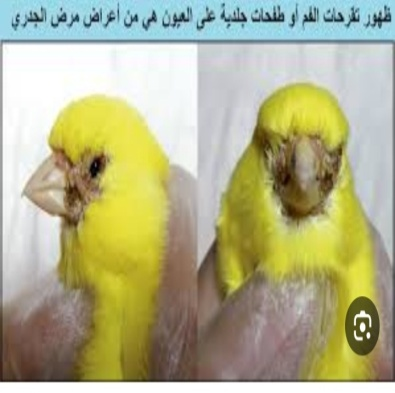 ظهور تقرحات الفم أو طفحات جلدية على العيون هي من أعراض مرض الجدري